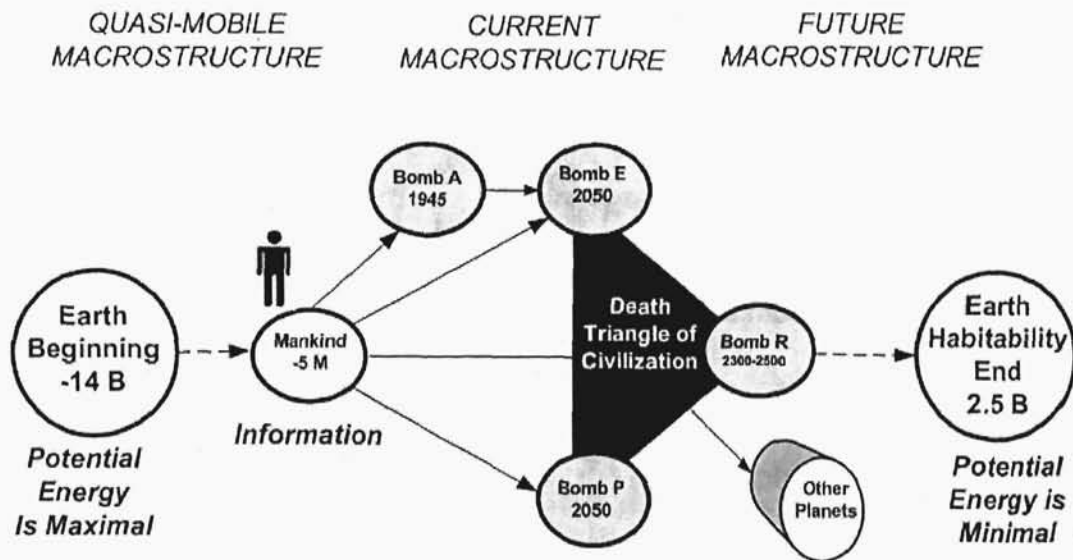 QUASI-MOBILE
MACROSTRUCTURE
CURRENT
MACROSTRUCTURE
FUTURE
MACROSTRUCTURE
Bomb A
1945
Bomb E
2050
Earth
Beginning
-14 B
Mankind
-5 M
Death
Triangle of
Civilization
Bomb R
2300-2500
Earth
Habitability
End
2.5 B
Information
Potential
Energy
Is Maximal
Bomb P
2050
Other
Planets
Potential
Energy is
Minimal